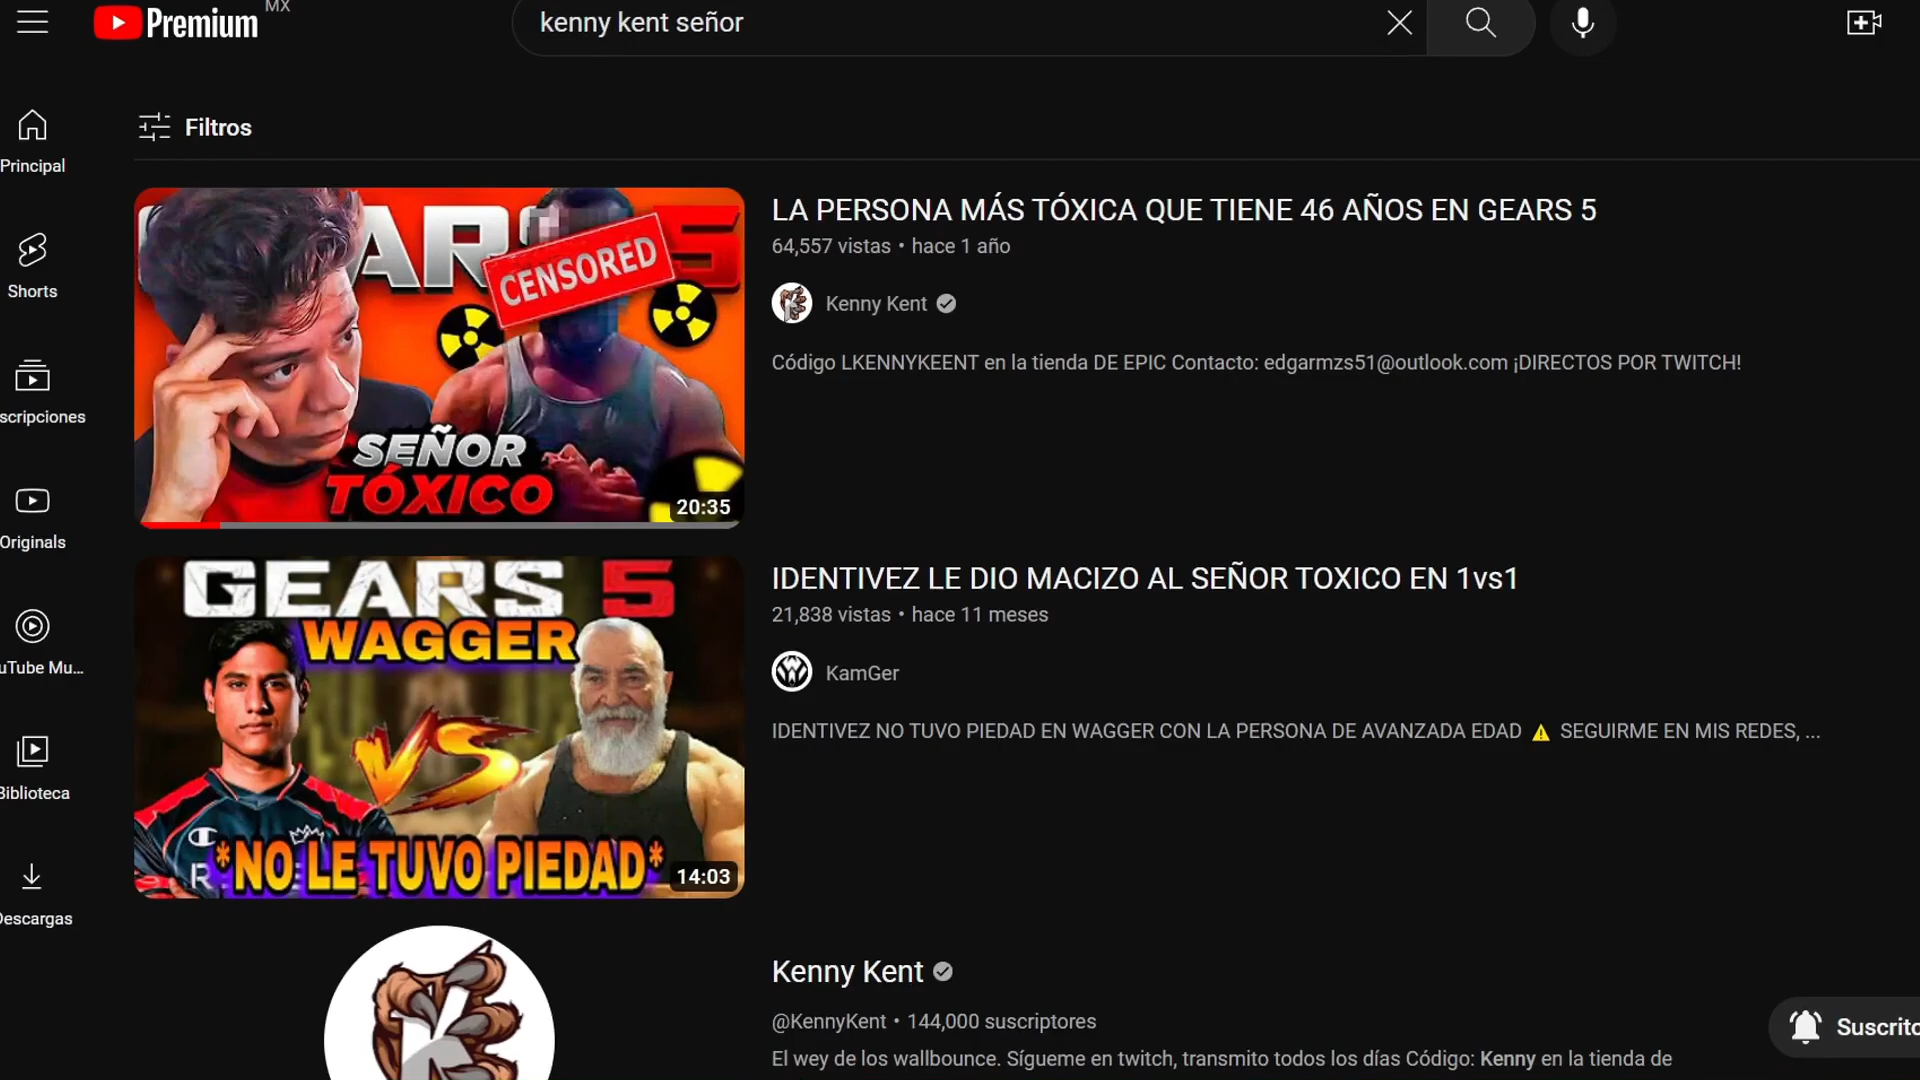 Premium
MX
kenny kent señor
Filtros
Principal
Shorts
scripciones
Originals
uTube Mu...
Biblioteca
Descargas
CENSORED
SEÑOR
TÓXICO
20:35
LA PERSONA MÁS TÓXICA QUE TIENE 46 AÑOS EN GEARS 5
64,557 vistas • hace 1 año
Kenny Kent
Código LKENNYKEENT en la tienda DE EPIC Contacto: edgarmzs51@outlook.com ¡DIRECTOS POR TWITCH!
GEARS 5
WAGGER
VS
*NO LE TUVO PIEDAD*
14:03
IDENTIVEZ LE DIO MACIZO AL SEÑOR TOXICO EN 1vs1
21,838 vistas • hace 11 meses
KamGer
IDENTIVEZ NO TUVO PIEDAD EN WAGGER CON LA PERSONA DE AVANZADA EDAD ⚠ SEGUIRME EN MIS REDES, ...
Kenny Kent
@KennyKent • 144,000 suscriptores
El wey de los wallbounce. Sígueme en twitch, transmito todos los días Código: Kenny en la tienda de
Suscrito